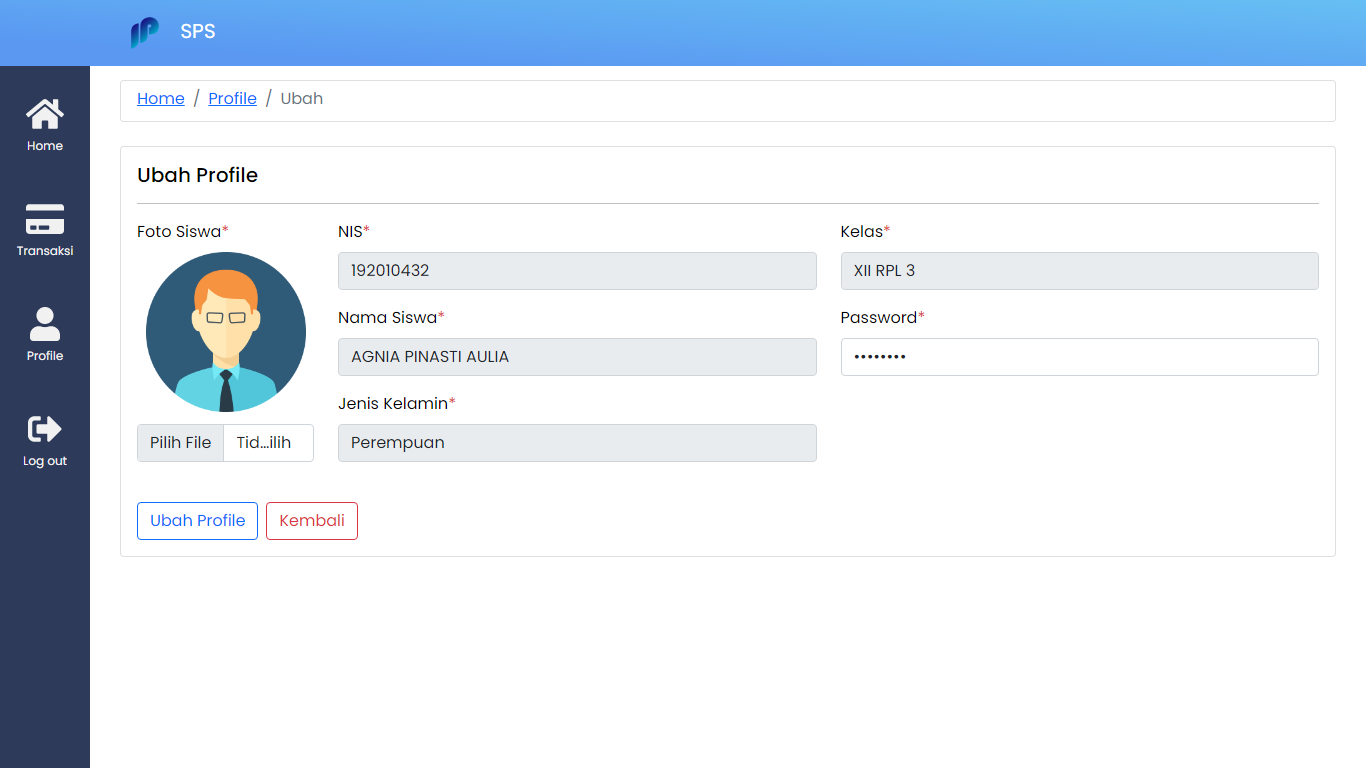 SPS
Home / Profile / Ubah
Home
Transaksi
Profile
Log out
Ubah Profile
Foto Siswa*
Pilih File Tid...ilih
NIS*
192010432
Nama Siswa*
AGNIA PINASTI AULIA
Jenis Kelamin*
Perempuan
Kelas*
XII RPL 3
Password*
••••••••
Ubah Profile
Kembali